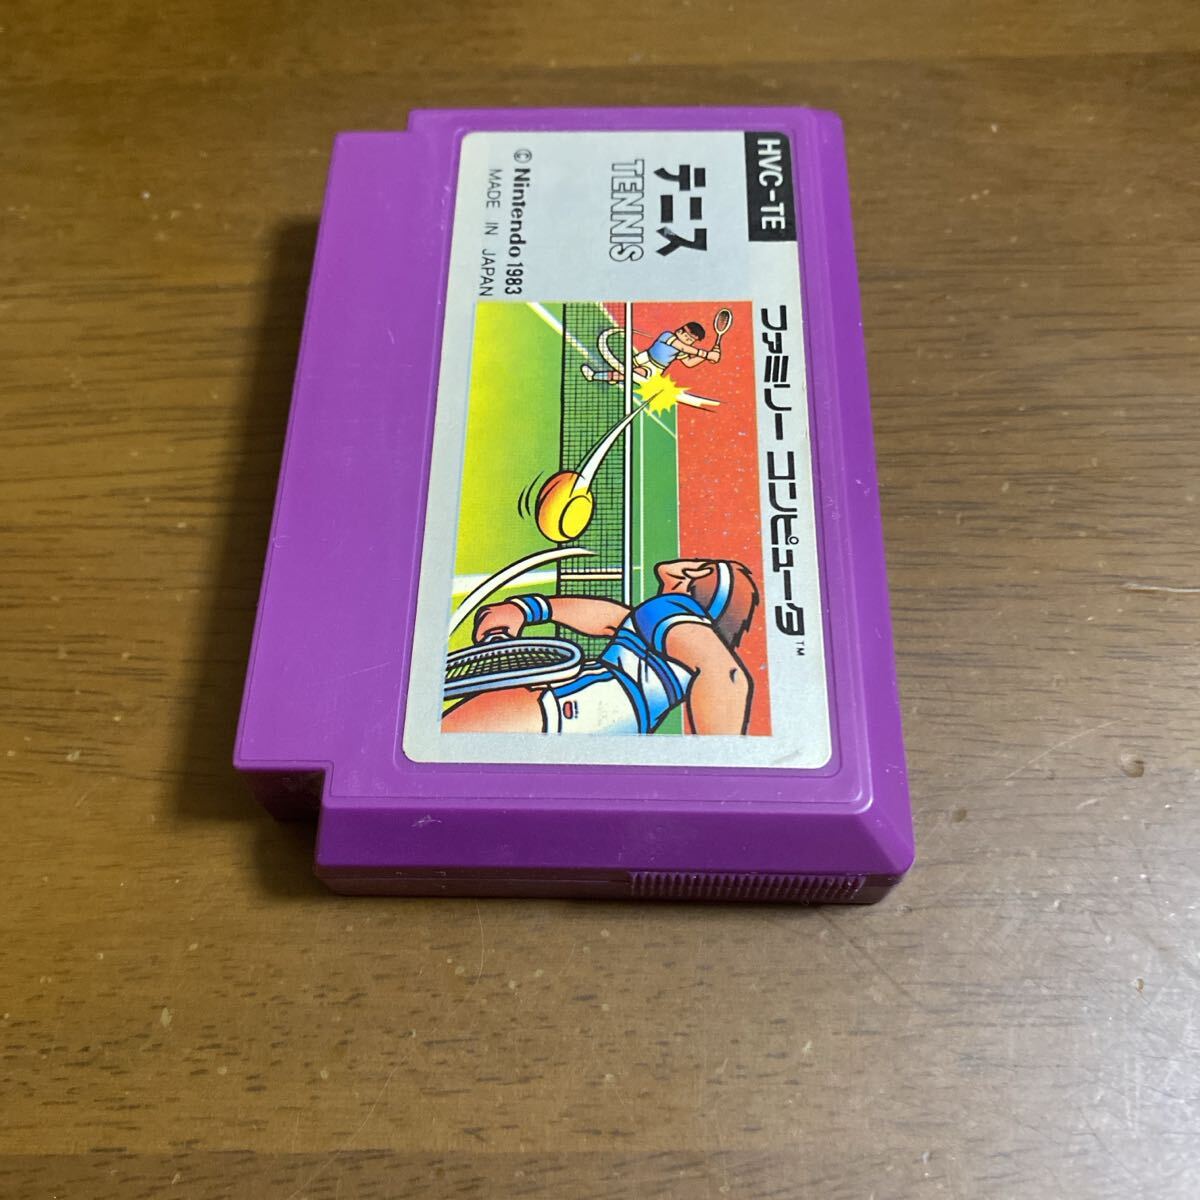 HVC-TE
ファミリー コンピュータ™
テニス
TENNIS
© Nintendo 1983
MADE IN JAPAN